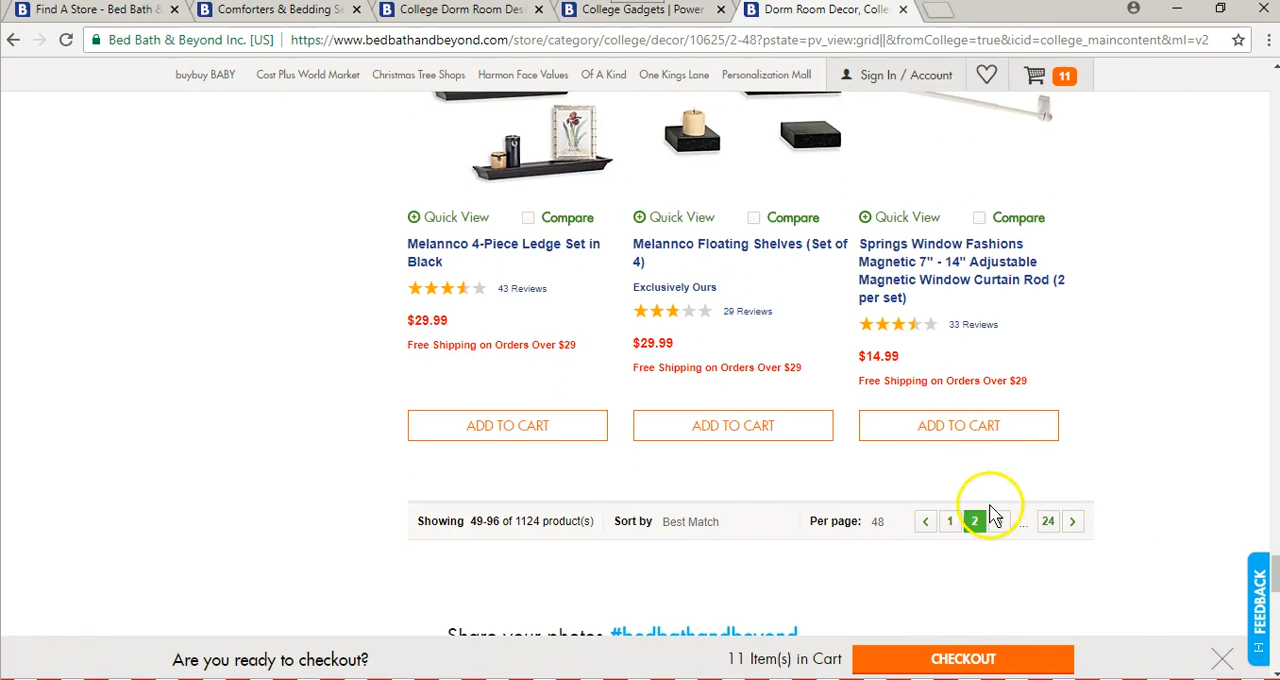 Find A Store - Bed Bath &
Comforters & Bedding Se
College Dorm Room Des
College Gadgets | Power
Dorm Room Decor, Colle
Bed Bath & Beyond Inc. [US]
https://www.bedbathandbeyond.com/store/category/college/decor/10625/2-48?pstate=pv_view:grid||&fromCollege=true&icid=college_maincontent&ml=v2
buybuy BABY
Cost Plus World Market
Christmas Tree Shops
Harmon Face Values
Of A Kind
One Kings Lane
Personalization Mall
Sign In / Account
11
Quick View
Compare
Quick View
Compare
Quick View
Compare
Melannco 4-Piece Ledge Set in
Black
43 Reviews
$29.99
Free Shipping on Orders Over $29
Melannco Floating Shelves (Set of
4)
Exclusively Ours
29 Reviews
$29.99
Free Shipping on Orders Over $29
Springs Window Fashions
Magnetic 7" - 14" Adjustable
Magnetic Window Curtain Rod (2
per set)
33 Reviews
$14.99
Free Shipping on Orders Over $29
ADD TO CART
ADD TO CART
ADD TO CART
Showing 49-96 of 1124 product(s)
Sort by Best Match
Per page: 48
< 1 2 ... 24 >
FEEDBACK
Share your photos #bedbathandbeyond
Are you ready to checkout?
11 Item(s) in Cart
CHECKOUT